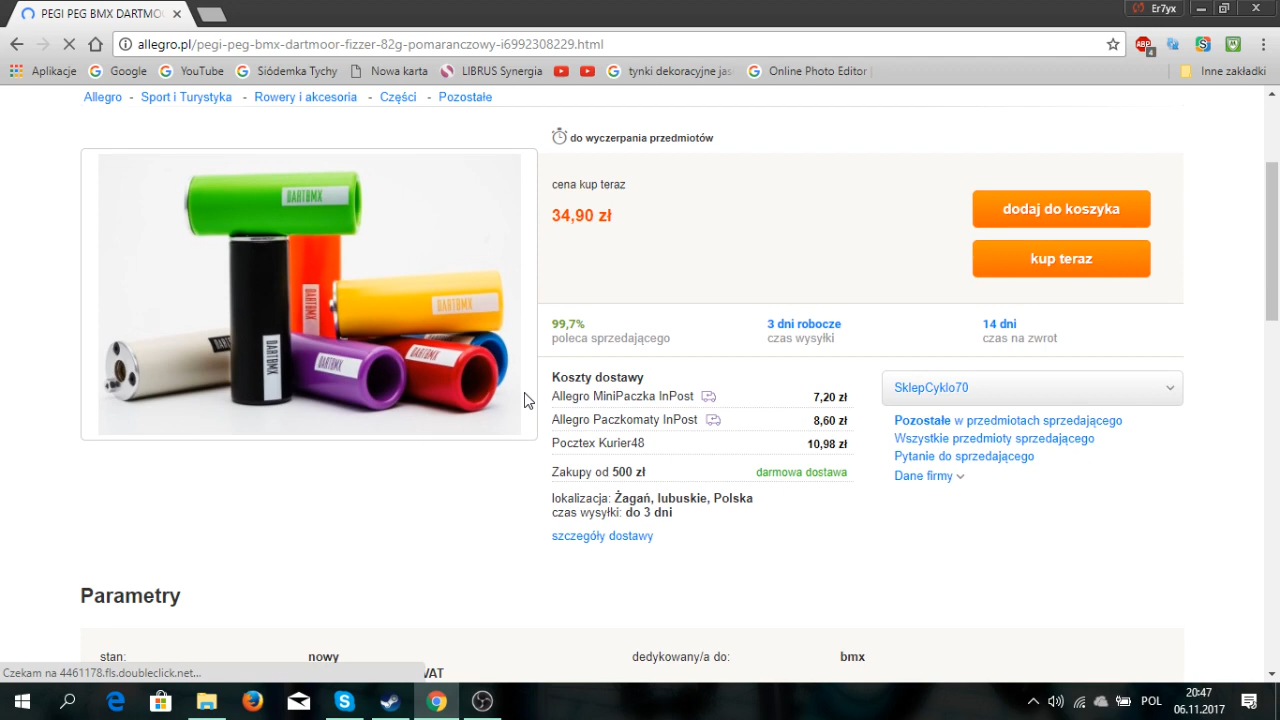 PEGI PEG BMX DARTMO
Er7yx
allegro.pl/pegi-peg-bmx-dartmoor-fizzer-82g-pomaranczowy-i6992308229.html
Aplikacje Google YouTube Siódemka Tychy Nowa karta LIBRUS Synergia tynki dekoracyjne jas Online Photo Editor Inne zakładki
Allegro - Sport i Turystyka - Rowery i akcesoria - Części - Pozostałe
do wyczerpania przedmiotów
cena kup teraz
34,90 zł
dodaj do koszyka
kup teraz
DARTBMX
DARTBMX
DARTBMX
DARTBMX
DARTBMX
DARTBMX
99,7%
poleca sprzedającego
3 dni robocze
czas wysyłki
14 dni
czas na zwrot
Koszty dostawy
Allegro MiniPaczka InPost 7,20 zł
Allegro Paczkomaty InPost 8,60 zł
Pocztex Kurier48 10,98 zł
Zakupy od 500 zł darmowa dostawa
lokalizacja: Żagań, lubuskie, Polska
czas wysyłki: do 3 dni
szczegóły dostawy
SklepCyklo70
Pozostałe w przedmiotach sprzedającego
Wszystkie przedmioty sprzedającego
Pytanie do sprzedającego
Dane firmy
Parametry
stan: nowy dedykowany/a do: bmx
Czekam na 4461178.fls.doubleclick.net...
VAT
POL
20:47
06.11.2017